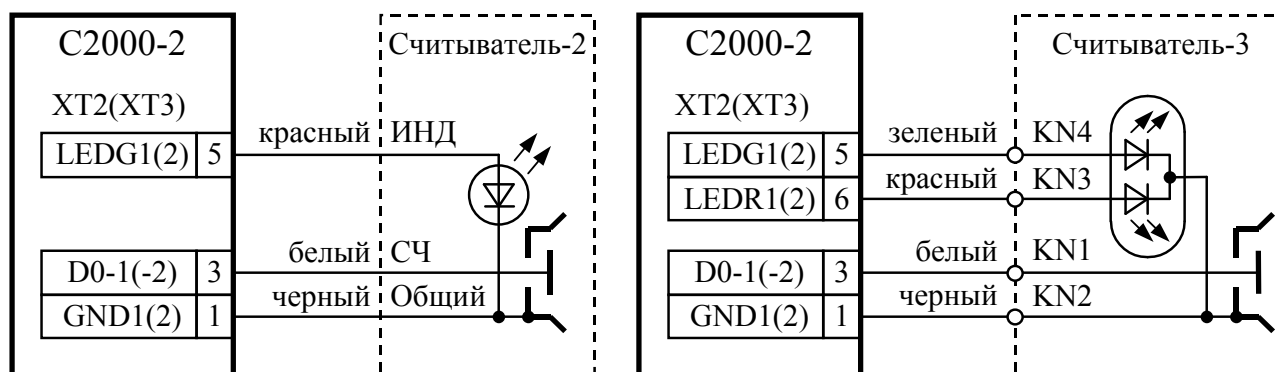 С2000-2
Считыватель-2
XT2(XT3)
красный ИНД
LEDG1(2) 5
белый СЧ
D0-1(-2) 3
черный Общий
GND1(2) 1
С2000-2
Считыватель-3
XT2(XT3)
зеленый KN4
LEDG1(2) 5
красный KN3
LEDR1(2) 6
белый KN1
D0-1(-2) 3
черный KN2
GND1(2) 1